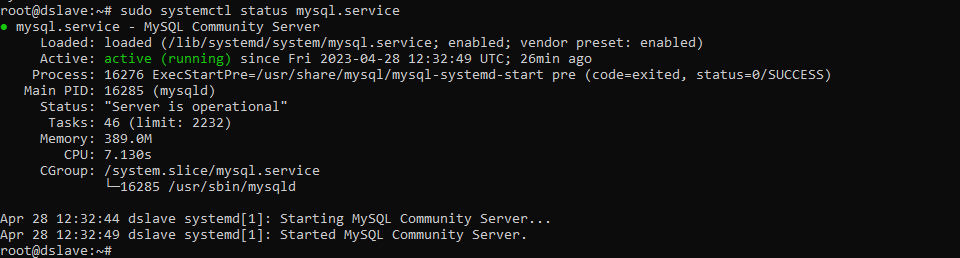 root@dslave:~# sudo systemctl status mysql.service
● mysql.service - MySQL Community Server
     Loaded: loaded (/lib/systemd/system/mysql.service; enabled; vendor preset: enabled)
     Active: active (running) since Fri 2023-04-28 12:32:49 UTC; 26min ago
    Process: 16276 ExecStartPre=/usr/share/mysql/mysql-systemd-start pre (code=exited, status=0/SUCCESS)
   Main PID: 16285 (mysqld)
     Status: "Server is operational"
      Tasks: 46 (limit: 2232)
     Memory: 389.0M
        CPU: 7.130s
     CGroup: /system.slice/mysql.service
             └─16285 /usr/sbin/mysqld

Apr 28 12:32:44 dslave systemd[1]: Starting MySQL Community Server...
Apr 28 12:32:49 dslave systemd[1]: Started MySQL Community Server.
root@dslave:~#